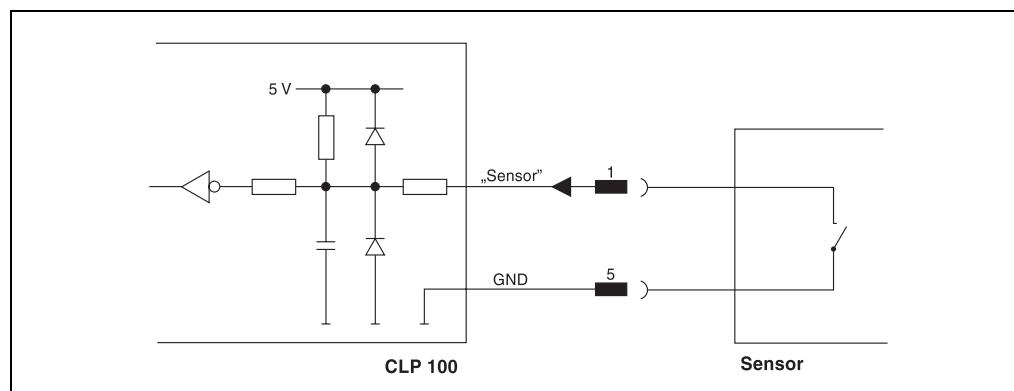 5 V
„Sensor”
1
GND
5
CLP 100
Sensor